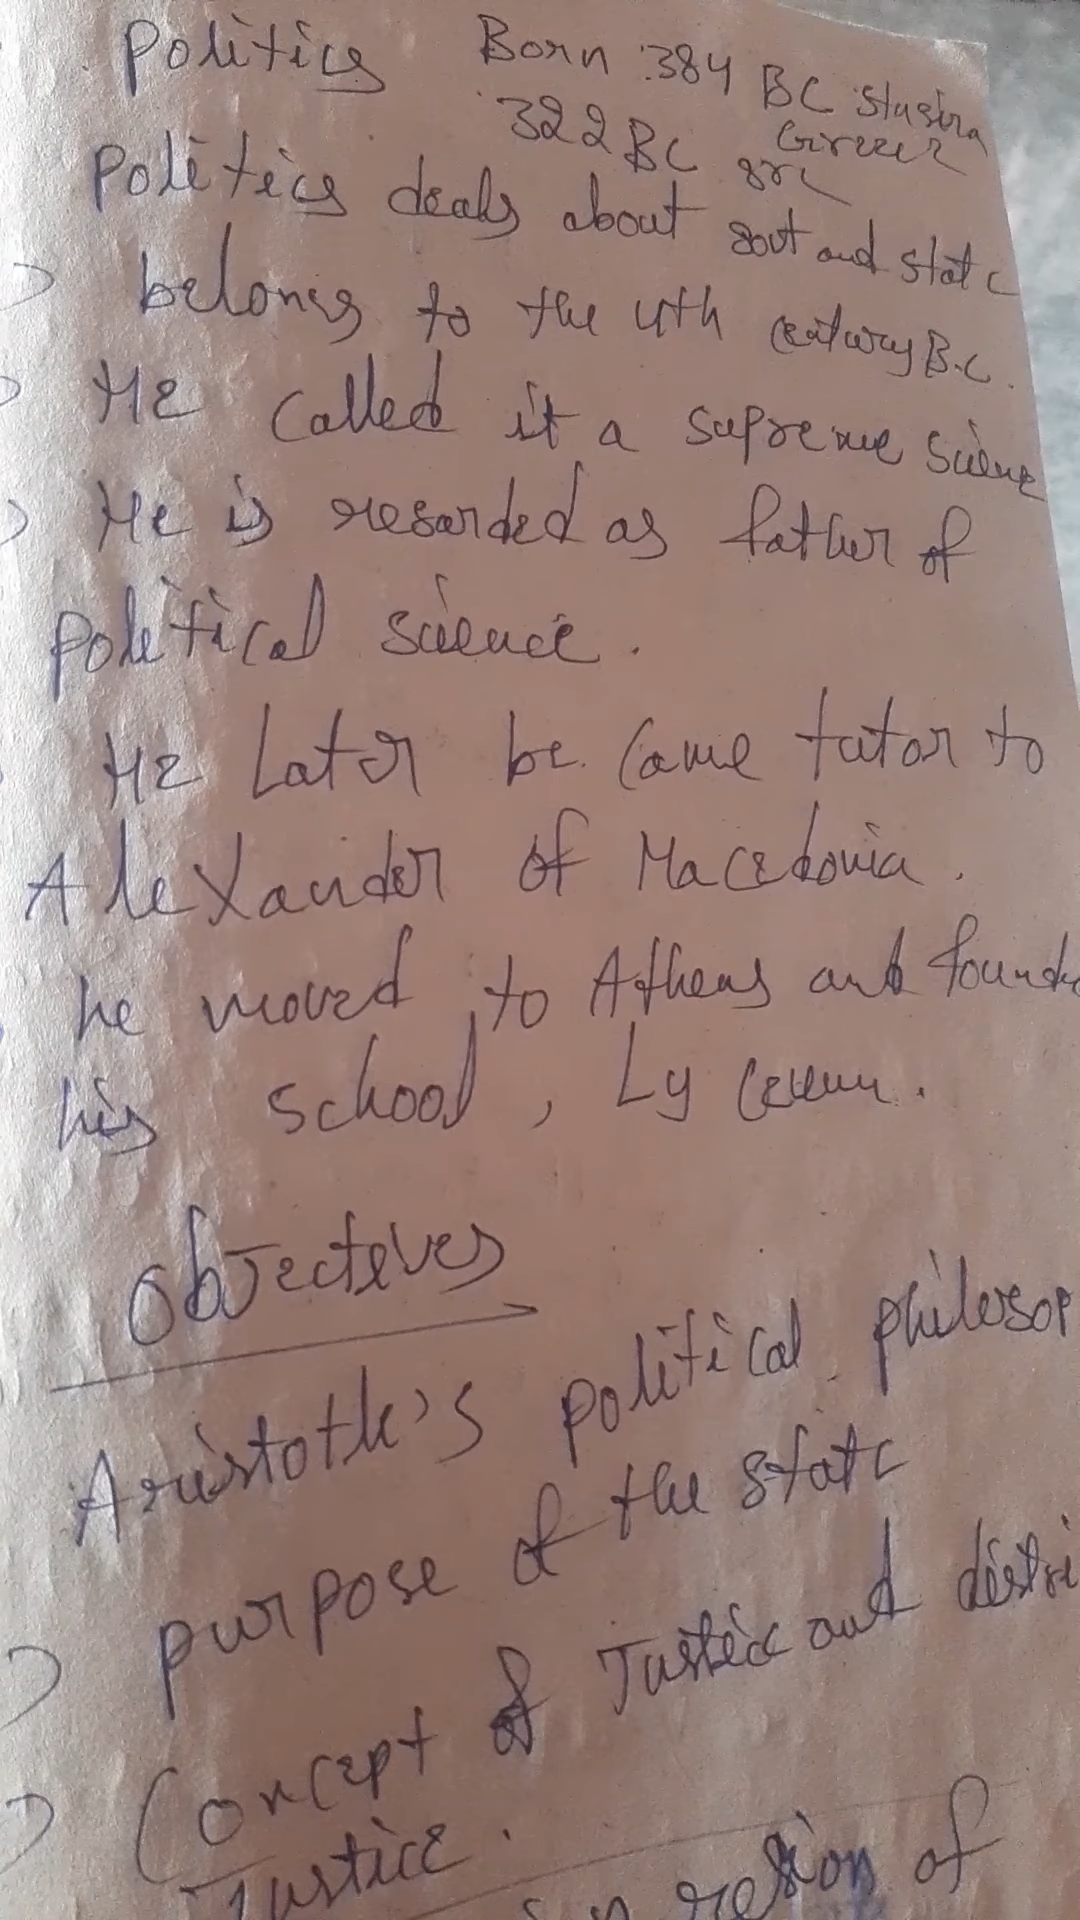 Politics Born 384 BC Stagira
322 BC Greece
Politics deals about govt and state
belongs to the 4th century B.C.
He called it a supreme science
He is regarded as father of
political science.
He Later be came tutor to
Alexander of Macedonia.
he moved to Athens and founde
his school, Lyceum.
Objectives
Aristotle's political philosop
purpose of the state
Concept of Justice and distri
Justice.
of